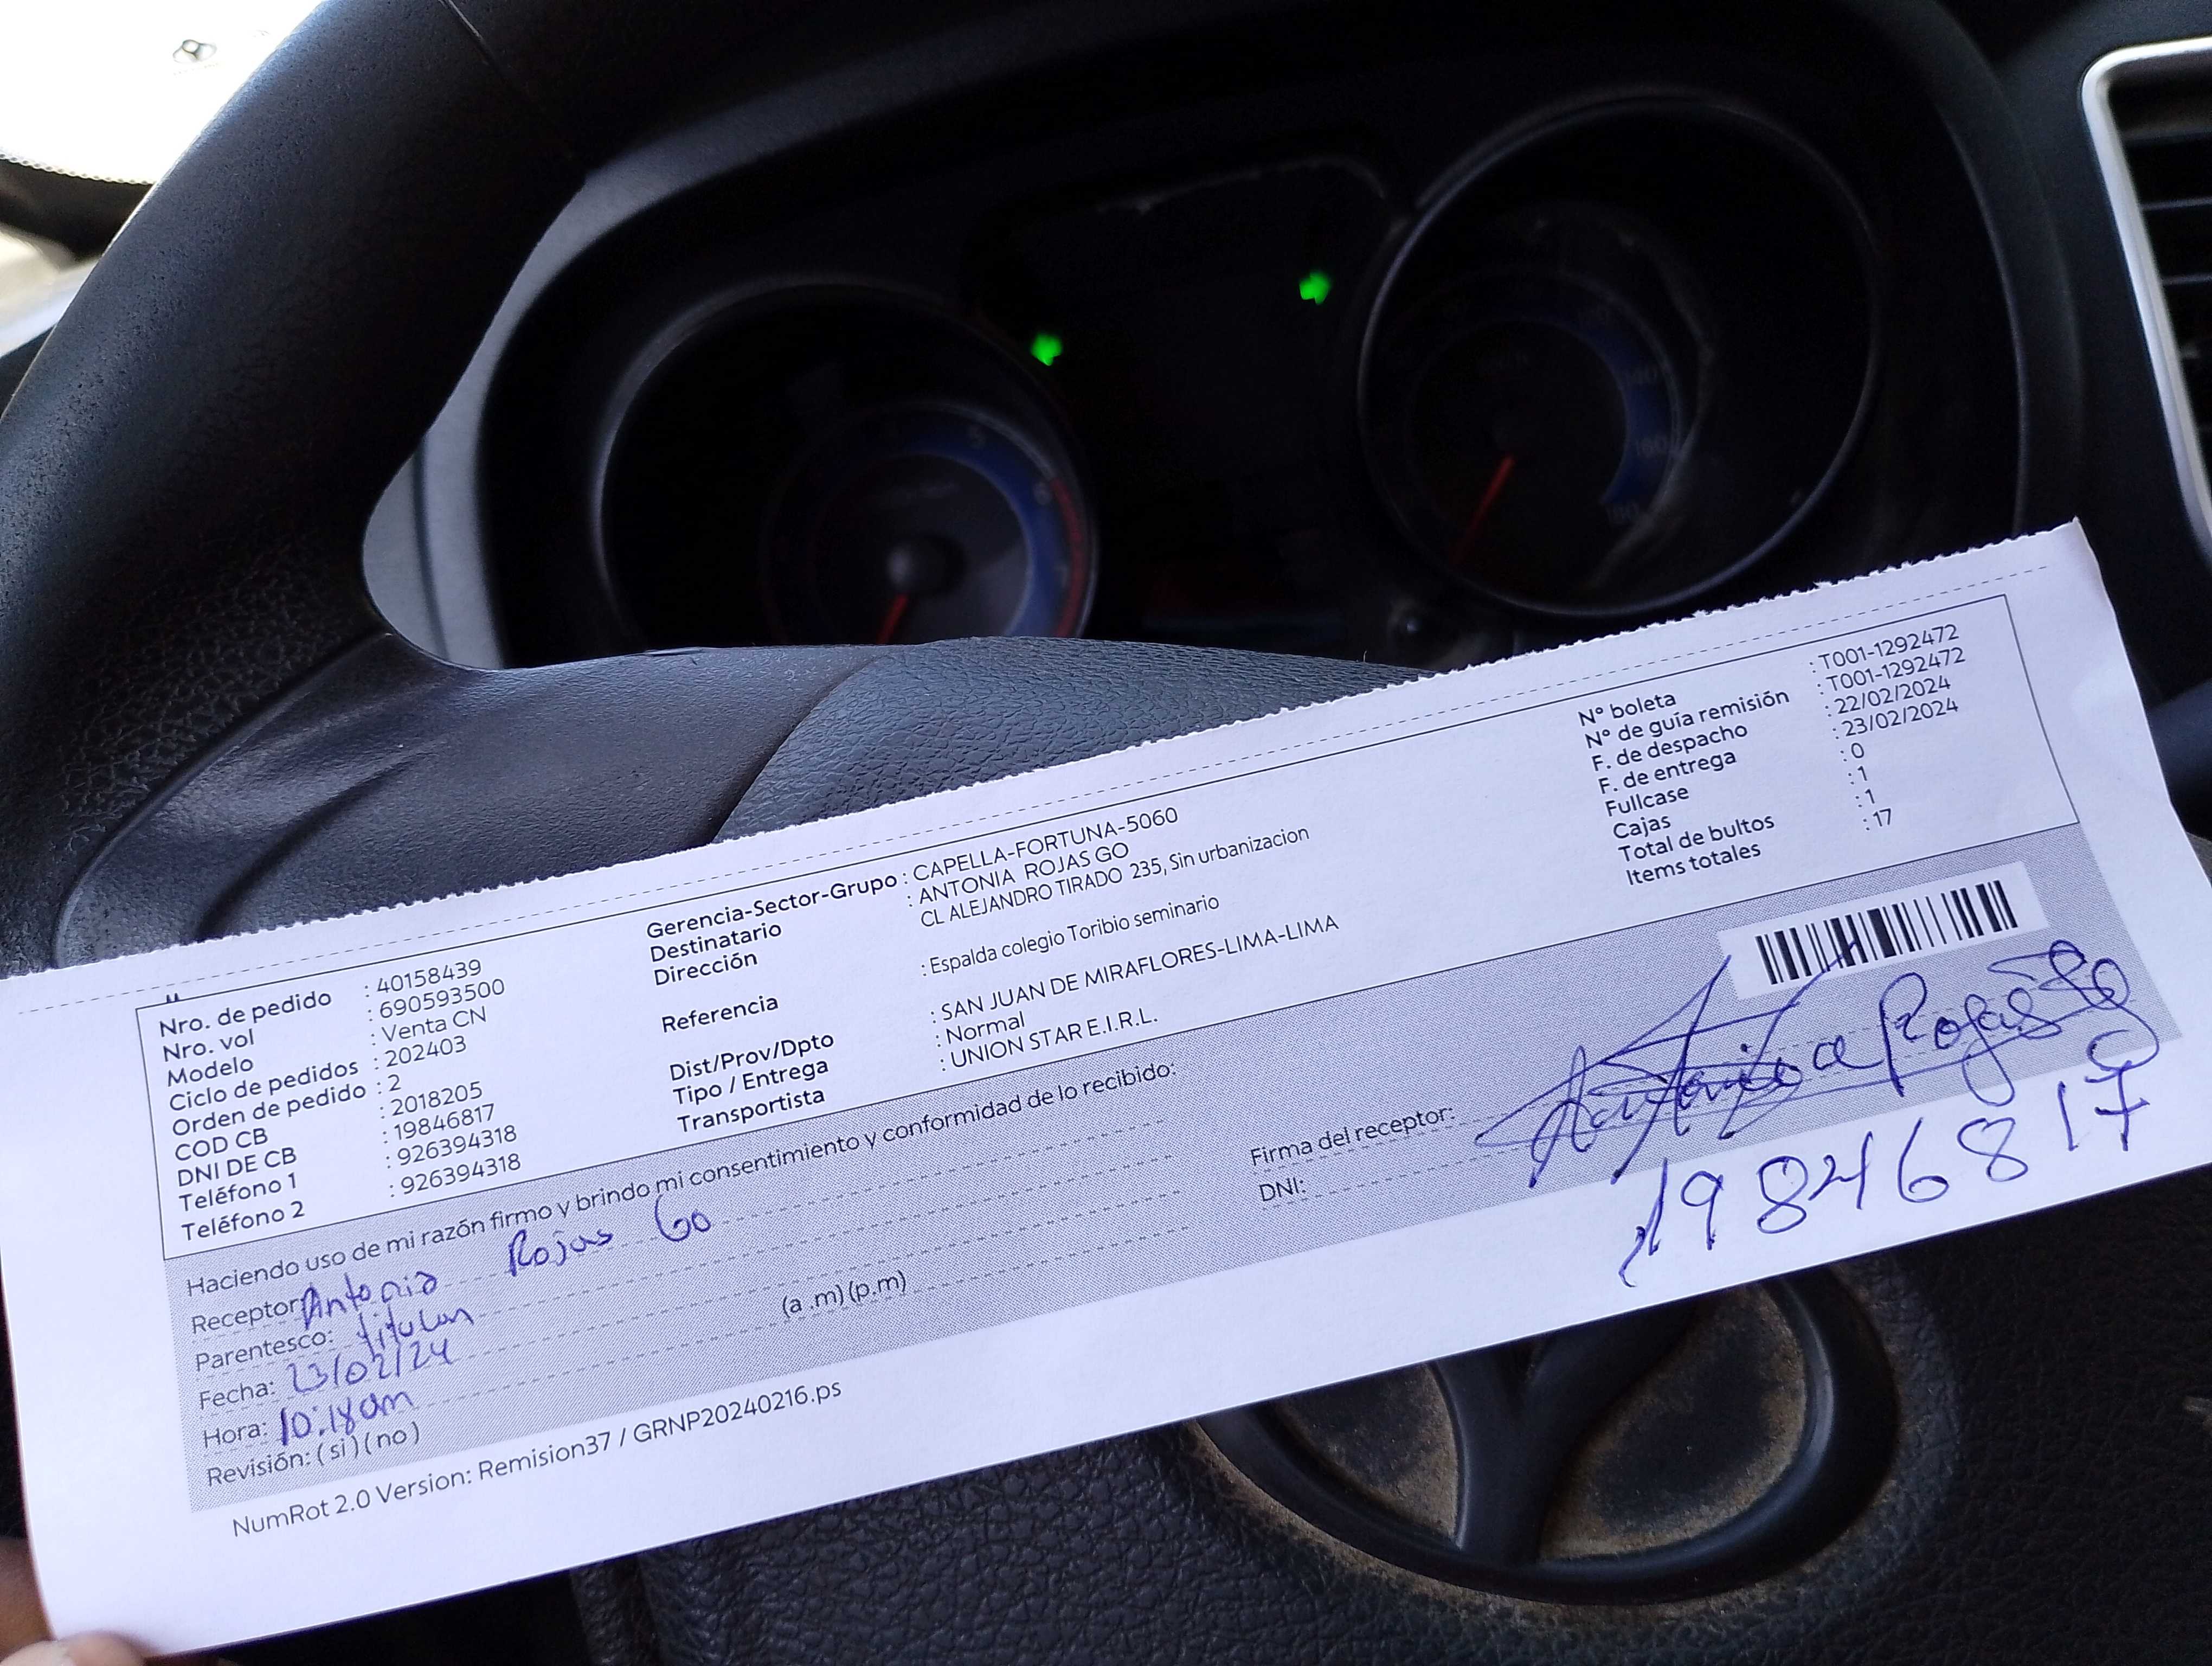 Nro. de pedido : 40158439
Nro. vol : 690593500
Modelo : Venta CN
Ciclo de pedidos : 202403
Orden de pedido : 2
COD CB : 2018205
DNI DE CB : 19846817
Teléfono 1 : 926394318
Teléfono 2 : 926394318
Gerencia-Sector-Grupo : CAPELLA-FORTUNA-5060
Destinatario : ANTONIA ROJAS GO
Dirección : CL ALEJANDRO TIRADO 235, Sin urbanizacion
Referencia : Espalda colegio Toribio seminario
Dist/Prov/Dpto : SAN JUAN DE MIRAFLORES-LIMA-LIMA
Tipo / Entrega : Normal
Transportista : UNION STAR E.I.R.L.
N° boleta : T001-1292472
N° de guía remisión : T001-1292472
F. de despacho : 22/02/2024
F. de entrega : 23/02/2024
Fullcase : 0
Cajas : 1
Total de bultos : 1
Items totales : 17
Haciendo uso de mi razón firmo y brindo mi consentimiento y conformidad de lo recibido:
Receptor: Antonia Rojas Go
Parentesco: titular
Fecha: 23/02/24
Hora: 10:18am (a .m) (p.m)
Revisión: ( si ) ( no )
Firma del receptor: Antonia Rojas Go
DNI: 19846817
NumRot 2.0 Version: Remision37 / GRNP20240216.ps